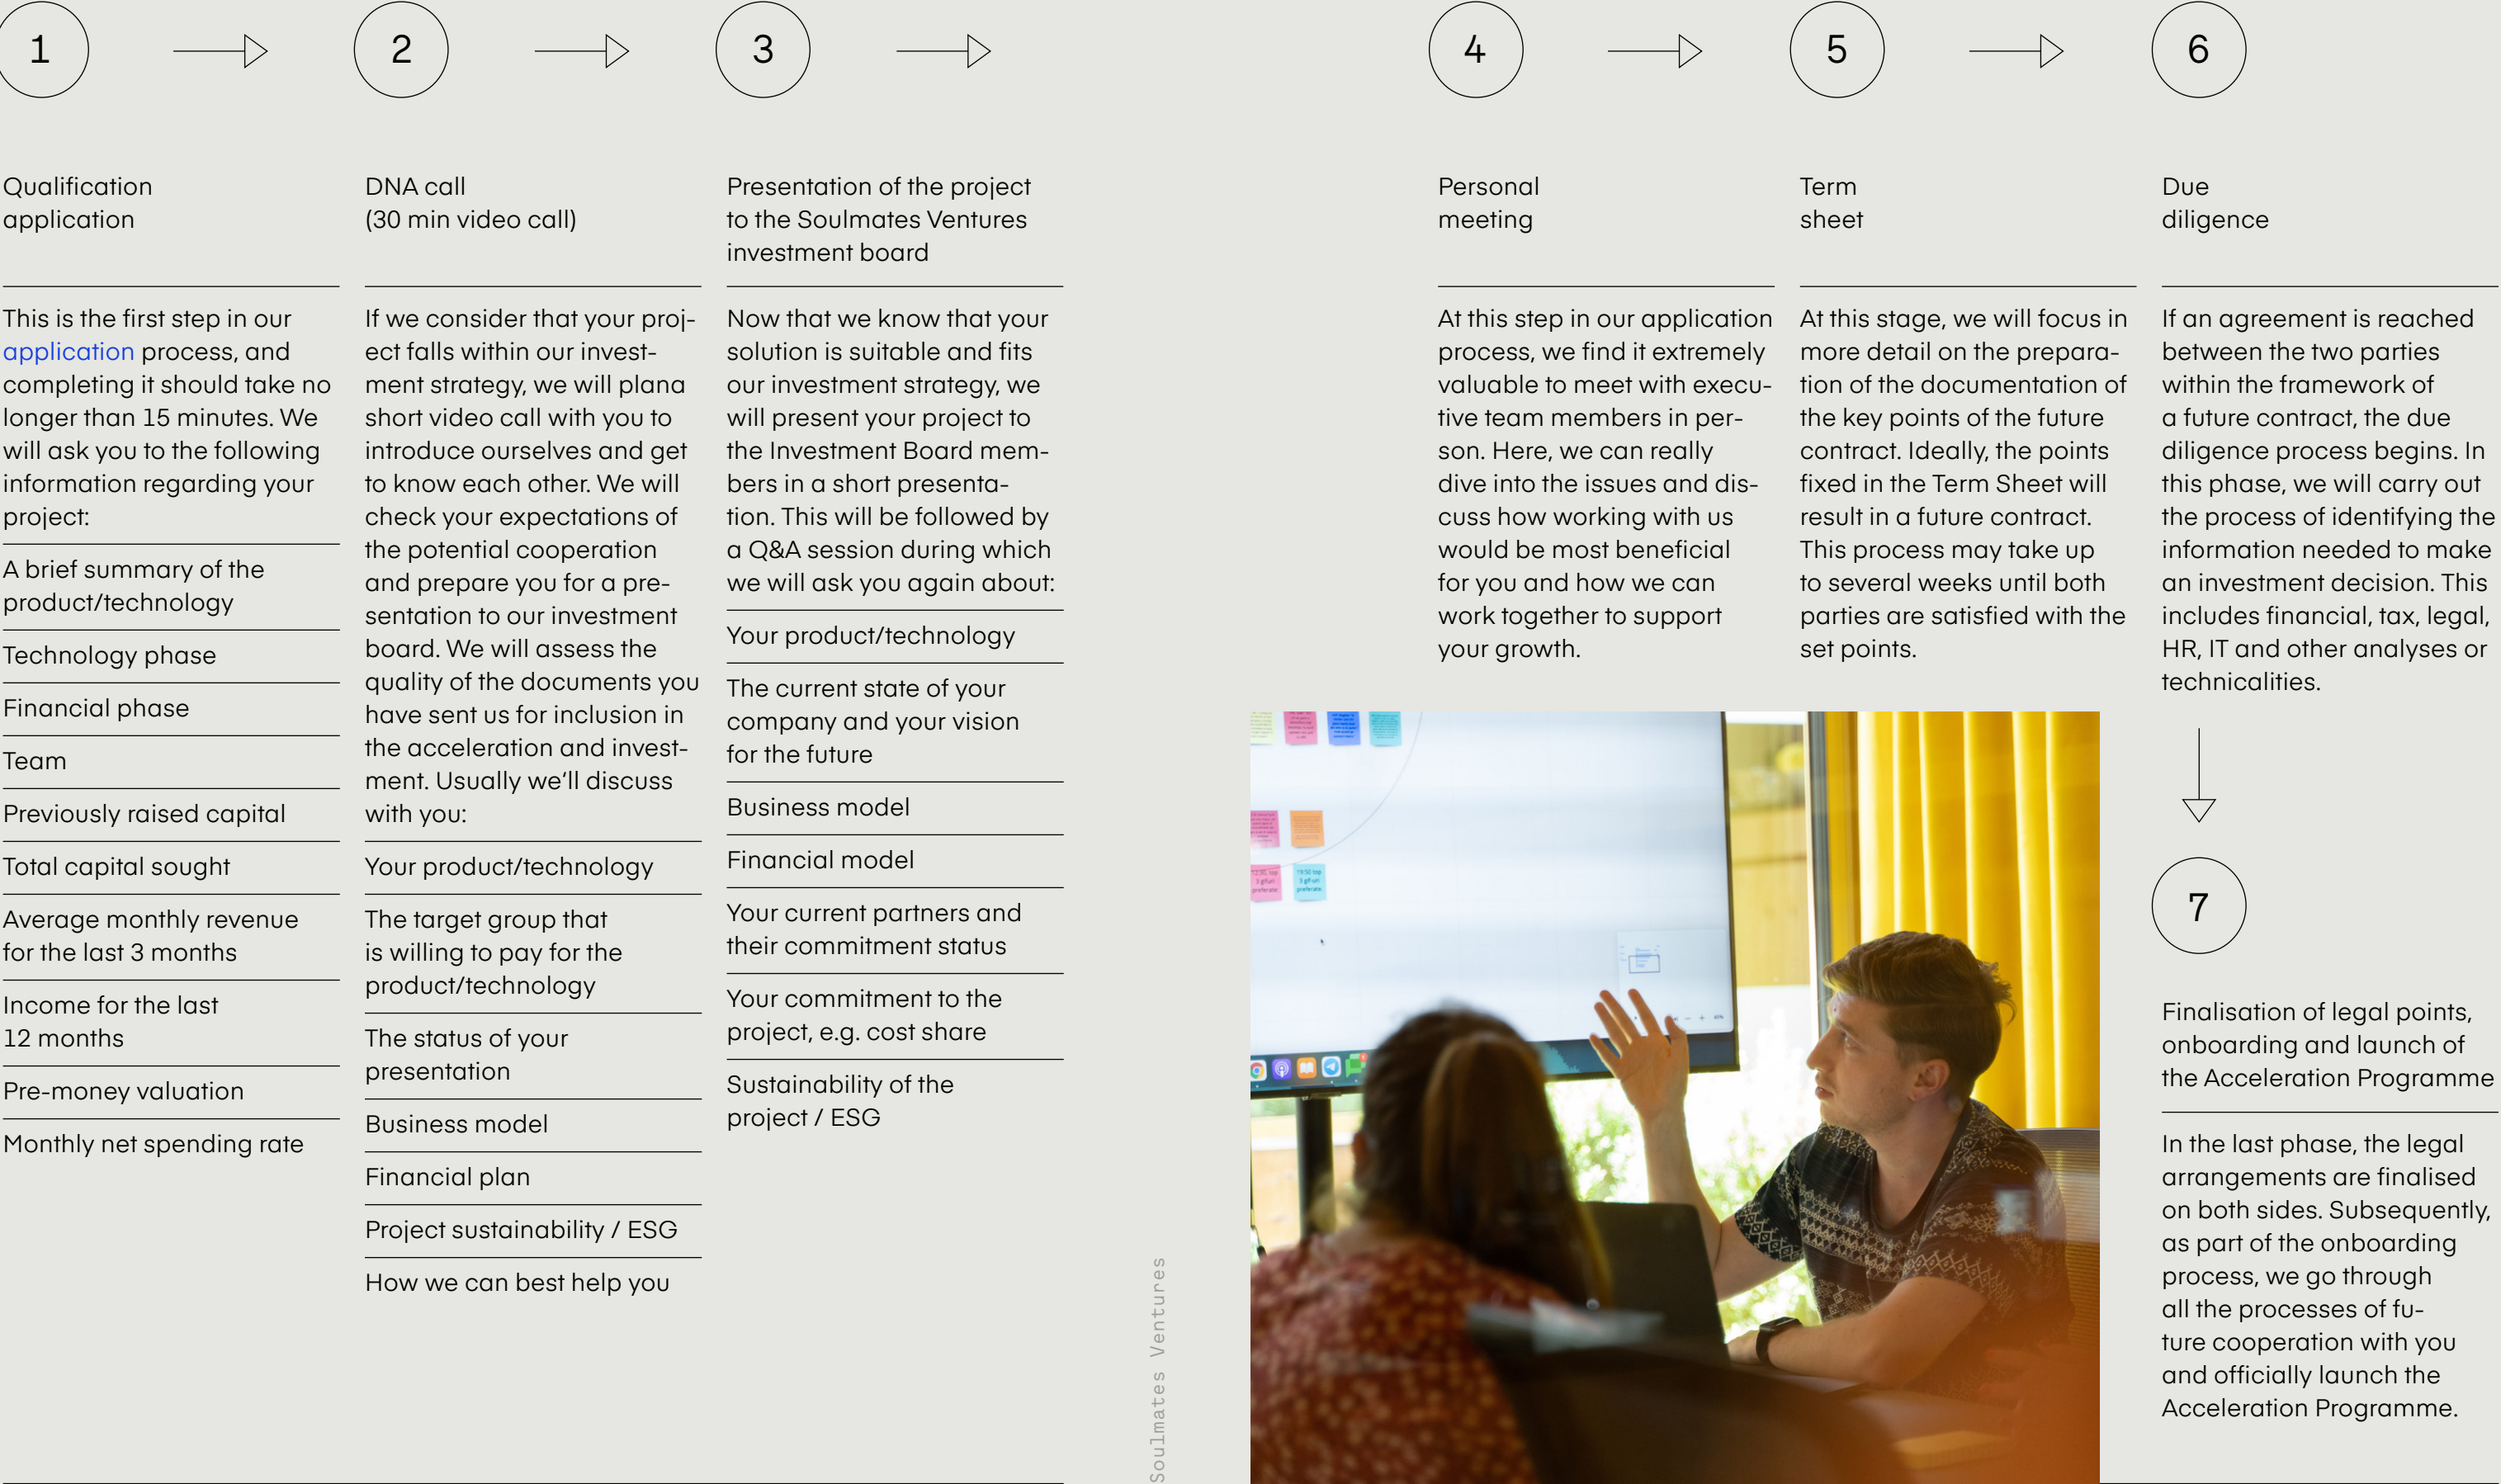 1
2
3
4
5
6
Qualification
application
This is the first step in our
application process, and
completing it should take no
longer than 15 minutes. We
will ask you to the following
information regarding your
project:
A brief summary of the
product/technology
Technology phase
Financial phase
Team
Previously raised capital
Total capital sought
Average monthly revenue
for the last 3 months
Income for the last
12 months
Pre-money valuation
Monthly net spending rate
DNA call
(30 min video call)
If we consider that your proj-
ect falls within our invest-
ment strategy, we will plana
short video call with you to
introduce ourselves and get
to know each other. We will
check your expectations of
the potential cooperation
and prepare you for a pre-
sentation to our investment
board. We will assess the
quality of the documents you
have sent us for inclusion in
the acceleration and invest-
ment. Usually we‘ll discuss
with you:
Your product/technology
The target group that
is willing to pay for the
product/technology
The status of your
presentation
Business model
Financial plan
Project sustainability / ESG
How we can best help you
Presentation of the project
to the Soulmates Ventures
investment board
Now that we know that your
solution is suitable and fits
our investment strategy, we
will present your project to
the Investment Board mem-
bers in a short presenta-
tion. This will be followed by
a Q&A session during which
we will ask you again about:
Your product/technology
The current state of your
company and your vision
for the future
Business model
Financial model
Your current partners and
their commitment status
Your commitment to the
project, e.g. cost share
Sustainability of the
project / ESG
Soulmates Ventures
Personal
meeting
At this step in our application
process, we find it extremely
valuable to meet with execu-
tive team members in per-
son. Here, we can really
dive into the issues and dis-
cuss how working with us
would be most beneficial
for you and how we can
work together to support
your growth.
Term
sheet
At this stage, we will focus in
more detail on the prepara-
tion of the documentation of
the key points of the future
contract. Ideally, the points
fixed in the Term Sheet will
result in a future contract.
This process may take up
to several weeks until both
parties are satisfied with the
set points.
Due
diligence
If an agreement is reached
between the two parties
within the framework of
a future contract, the due
diligence process begins. In
this phase, we will carry out
the process of identifying the
information needed to make
an investment decision. This
includes financial, tax, legal,
HR, IT and other analyses or
technicalities.
7
Finalisation of legal points,
onboarding and launch of
the Acceleration Programme
In the last phase, the legal
arrangements are finalised
on both sides. Subsequently,
as part of the onboarding
process, we go through
all the processes of fu-
ture cooperation with you
and officially launch the
Acceleration Programme.